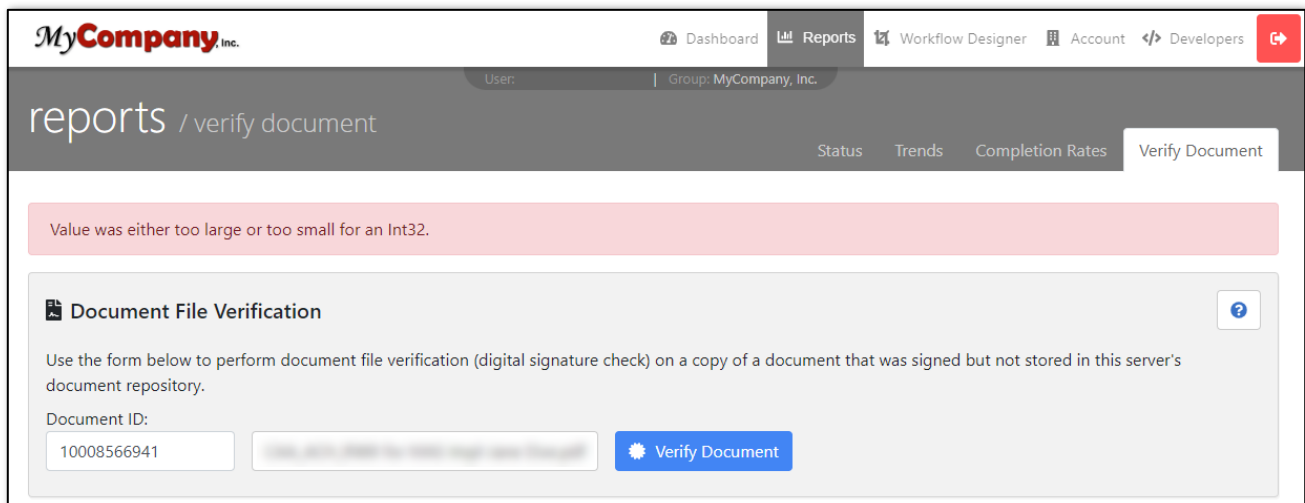 MyCompany, Inc.
Dashboard Reports Workflow Designer Account </> Developers
User: | Group: MyCompany, Inc.
reports / verify document
Status Trends Completion Rates Verify Document
Value was either too large or too small for an Int32.
Document File Verification
Use the form below to perform document file verification (digital signature check) on a copy of a document that was signed but not stored in this server's
document repository.
Document ID:
10008566941 Verify Document